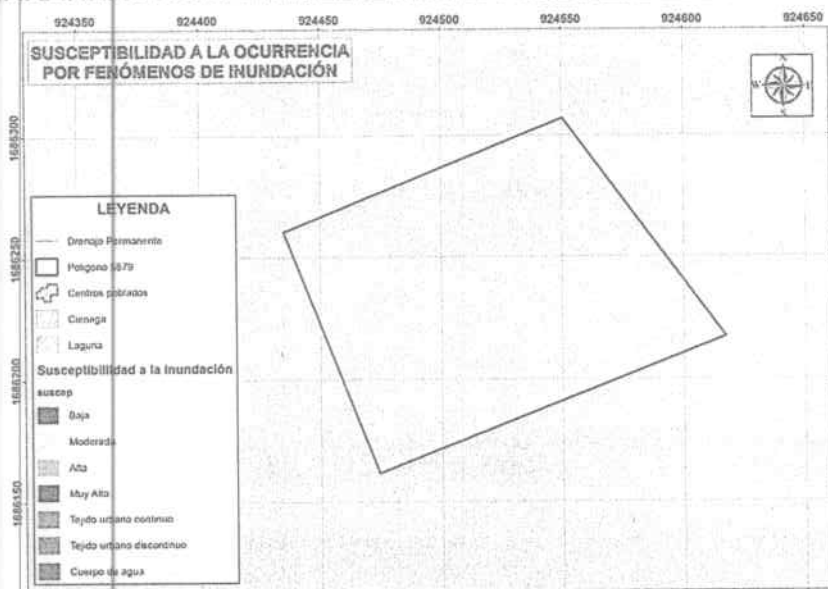 924350 924400 924450 924500 924550 924600 924650
SUSCEPTIBILIDAD A LA OCURRENCIA
POR FENÓMENOS DE INUNDACIÓN
N
W E
S
1686300
1686250
1686200
1686150
LEYENDA
Drenaje Permanente
Poligono 5879
Centros poblados
Cienaga
Laguna
Susceptibilidad a la inundación
suscep
Baja
Moderada
Alta
Muy Alta
Tejido urbano continuo
Tejido urbano discontinuo
Cuerpo de agua